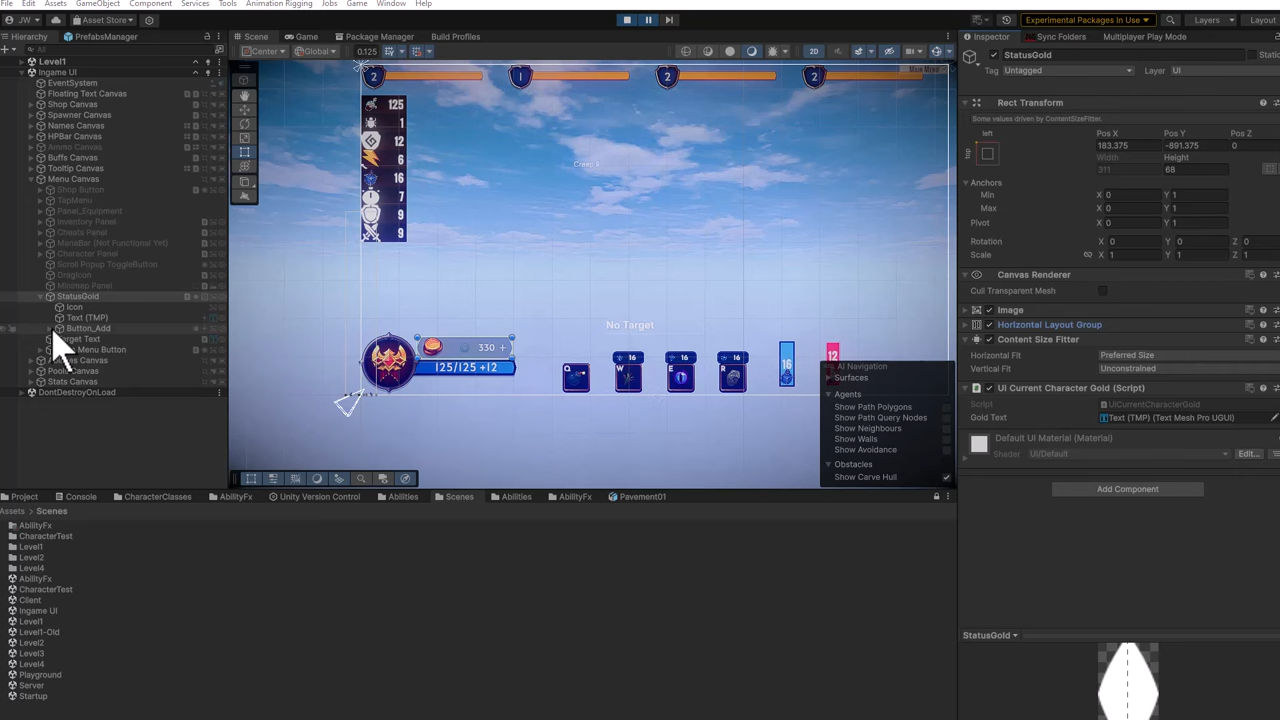 File Edit Assets GameObject Component Services Tools Animation Rigging Jobs Game Window Help
JW Asset Store Experimental Packages In Use Layers Layout
Hierarchy PrefabsManager Scene Game Package Manager Build Profiles Inspector Sync Folders Multiplayer Play Mode
All
Center Global 0.125 2D
StatusGold
Tag Untagged Layer UI
Level1
Ingame UI
EventSystem
Floating Text Canvas
Shop Canvas
Spawner Canvas
Names Canvas
HPBar Canvas
Ammo Canvas
Buffs Canvas
Tooltip Canvas
Menu Canvas
Shop Button
TapMenu
Panel_Equipment
Inventory Panel
Cheats Panel
ManaBar (Not Functional Yet)
Character Panel
Scroll Popup ToggleButton
DragIcon
Minimap Panel
StatusGold
Icon
Text (TMP)
Button_Add
Text
Menu Button
Canvas
Canvas
Stats Canvas
DontDestroyOnLoad
2 1 2 2
125
1
12
6
16
7
9
9
Creep 9
No Target
330 +
125/125 +12
Q W E R
16 16 16
16 12
AI Navigation
Surfaces
Agents
Show Path Polygons
Show Path Query Nodes
Show Neighbours
Show Walls
Show Avoidance
Obstacles
Show Carve Hull
Rect Transform
Some values driven by ContentSizeFitter.
left Pos X Pos Y Pos Z
top 183.375 -691.375 0
Width Height
311 68
Anchors
Min X 0 Y 1
Max X 0 Y 1
Pivot X 0 Y 1
Rotation X 0 Y 0 Z 0
Scale X 1 Y 1 Z 1
Canvas Renderer
Cull Transparent Mesh
Image
Horizontal Layout Group
Content Size Fitter
Horizontal Fit Preferred Size
Vertical Fit Unconstrained
Ui Current Character Gold (Script)
Script UiCurrentCharacterGold
Gold Text Text (TMP) (Text Mesh Pro UGUI)
Default UI Material (Material)
Shader UI/Default Edit...
Add Component
StatusGold
Project Console CharacterClasses AbilityFx Unity Version Control Abilities Scenes Abilities AbilityFx Pavement01
Assets > Scenes
AbilityFx
CharacterTest
Level1
Level2
Level4
AbilityFx
CharacterTest
Client
Ingame UI
Level1
Level1-Old
Level2
Level3
Level4
Playground
Server
Startup